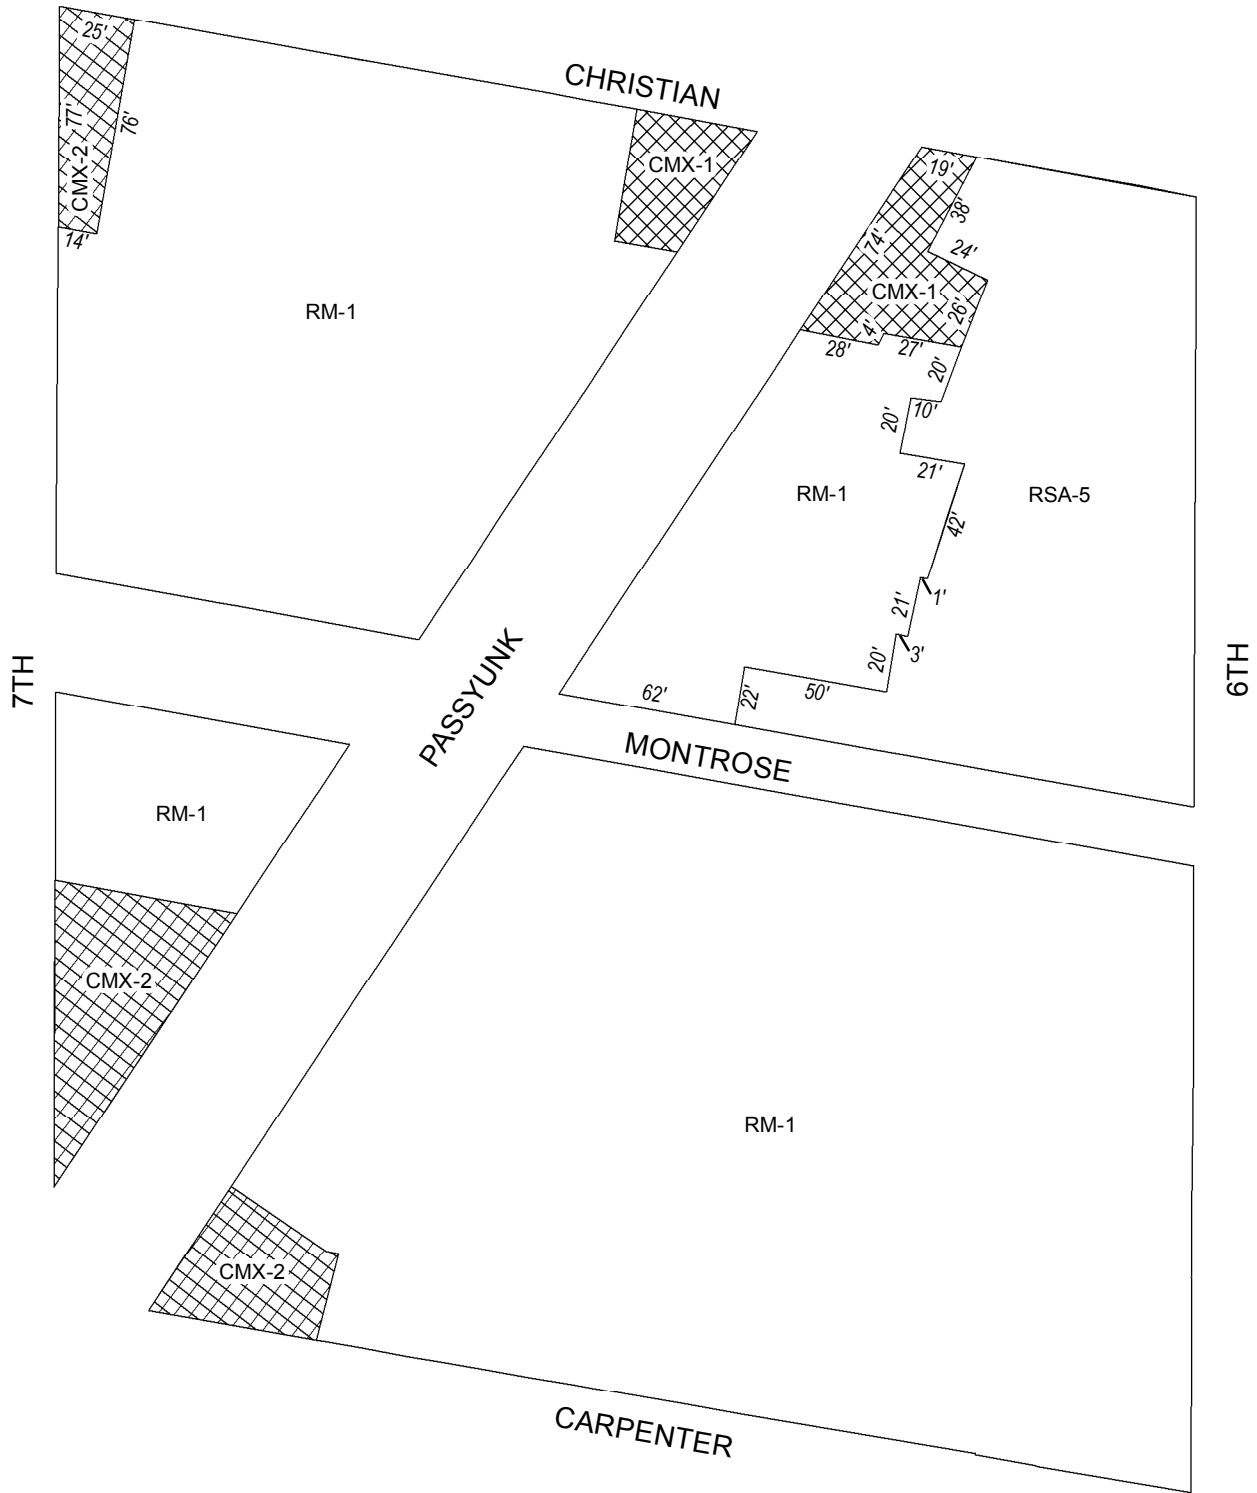 25'
77'
CMX-2
76'
14'
CHRISTIAN
CMX-1
RM-1
19'
38'
24'
74'
CMX-1
26'
4'
28'
27'
20'
10'
20'
21'
RM-1
RSA-5
42'
1'
21'
3'
20'
50'
22'
62'
7TH
PASSYUNK
MONTROSE
6TH
RM-1
CMX-2
RM-1
CMX-2
CARPENTER